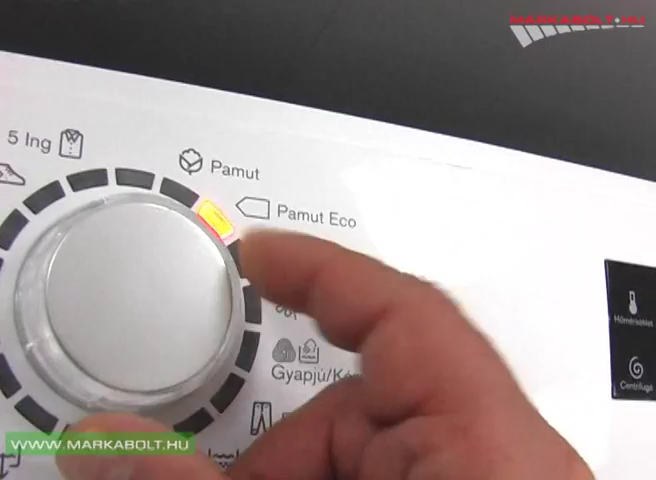 MARKABOLT.HU
5 Ing
Pamut
Pamut Eco
Hőmérséklet
Gyapjú/
Centrifuga
WWW.MARKABOLT.HU